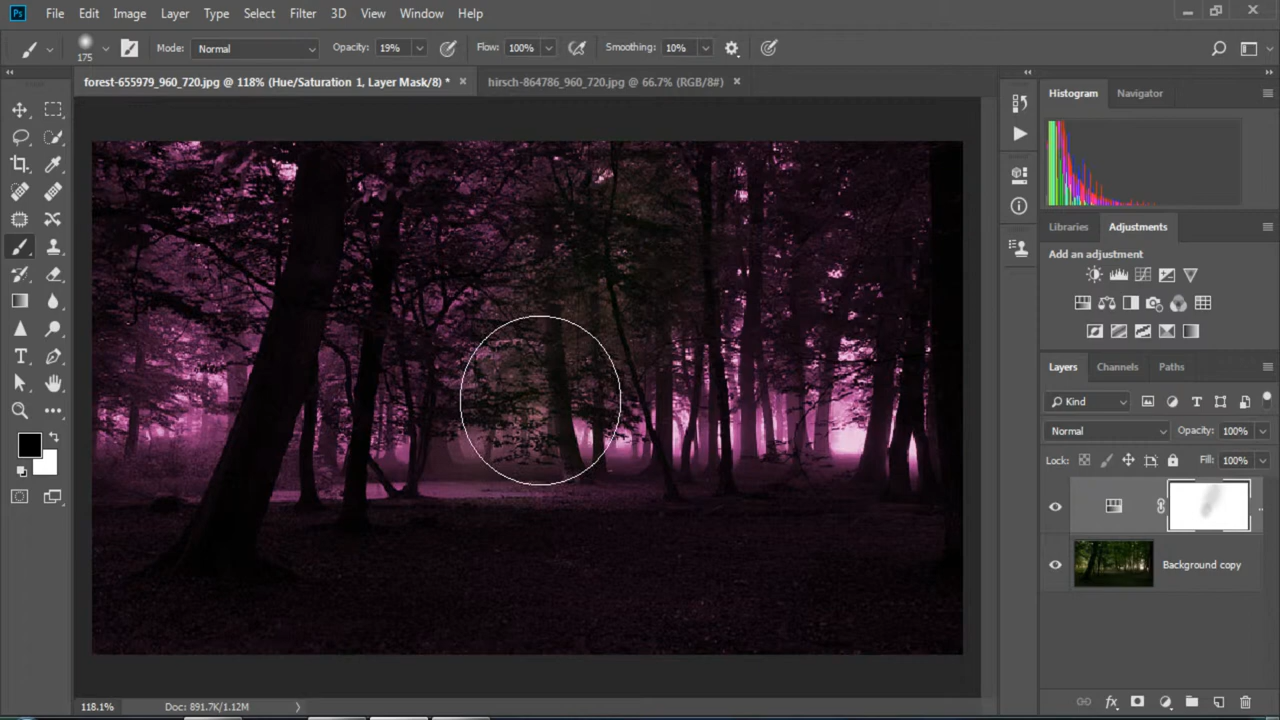 Ps File Edit Image Layer Type Select Filter 3D View Window Help
175 Mode: Normal Opacity: 19% Flow: 100% Smoothing: 10%
forest-655979_960_720.jpg @ 118% (Hue/Saturation 1, Layer Mask/8) * × hirsch-864786_960_720.jpg @ 66.7% (RGB/8#) ×
Histogram Navigator
Libraries Adjustments
Add an adjustment
Layers Channels Paths
Kind
Normal Opacity: 100%
Lock: Fill: 100%
Background copy
118.1% Doc: 891.7K/1.12M